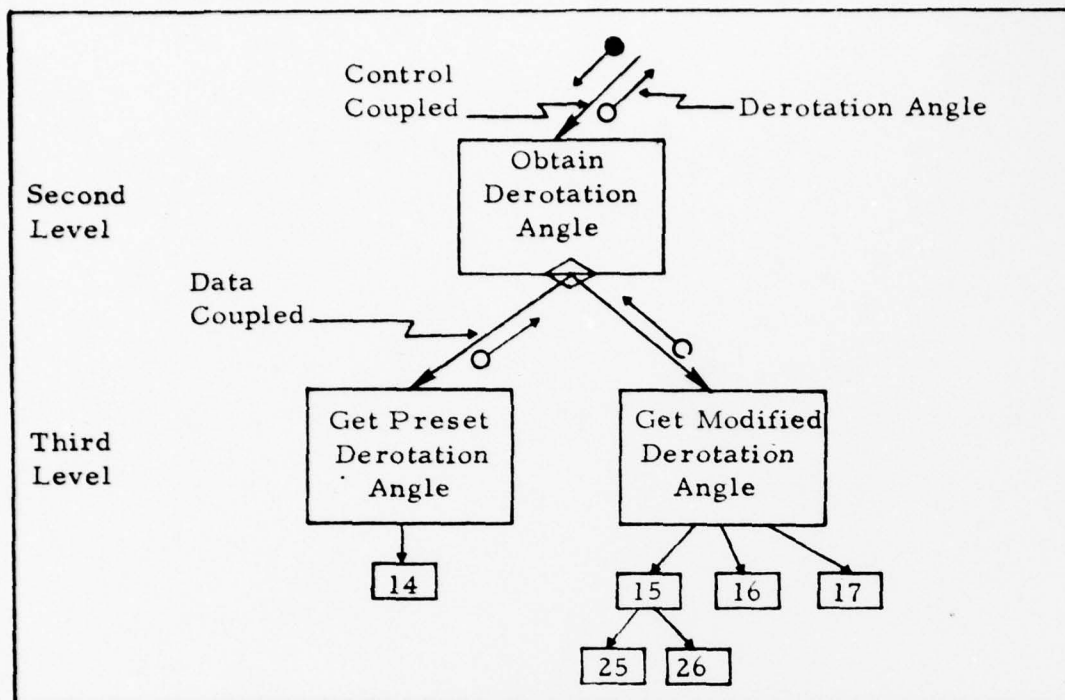 Control
Coupled
Derotation Angle
Obtain
Derotation
Angle
Second
Level
Data
Coupled
Get Preset
Derotation
Angle
Get Modified
Derotation
Angle
Third
Level
14
15
16
17
25
26